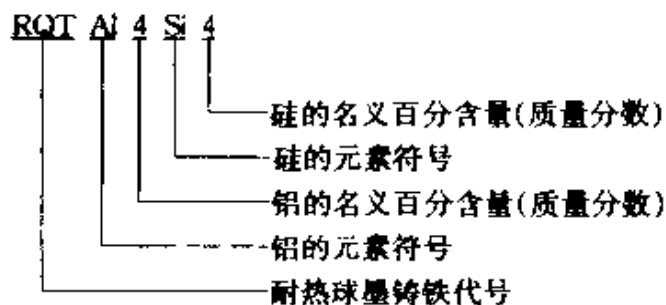 RQT Al 4 Si 4
硅的名义百分含量(质量分数)
硅的元素符号
铝的名义百分含量(质量分数)
铝的元素符号
耐热球墨铸铁代号